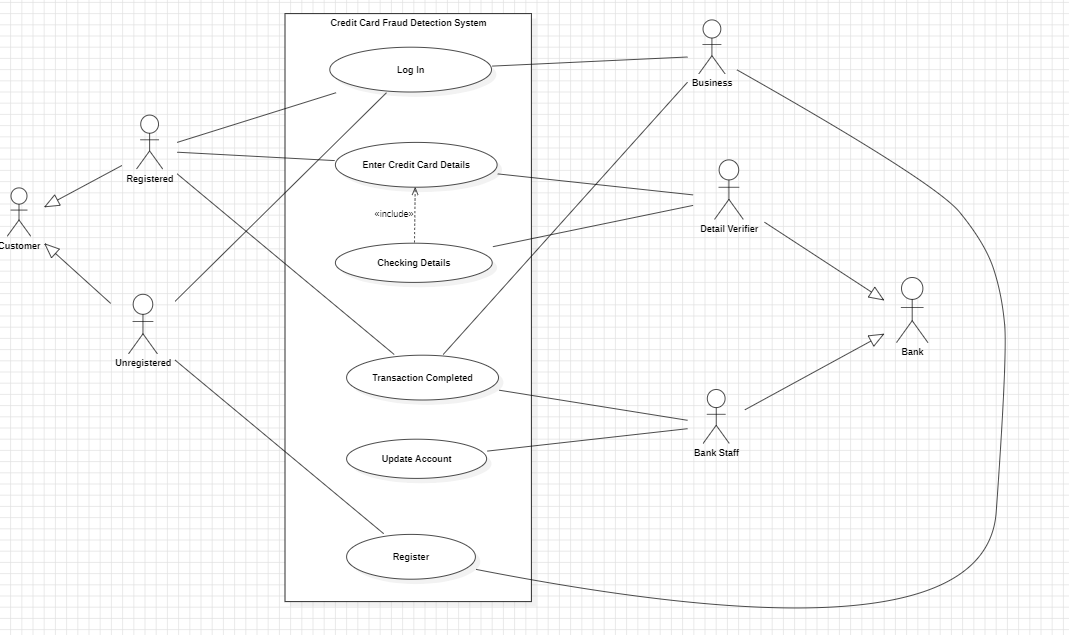 Credit Card Fraud Detection System
Log In
Business
Enter Credit Card Details
Registered
«include»
Detail Verifier
Customer
Checking Details
Unregistered
Bank
Transaction Completed
Bank Staff
Update Account
Register